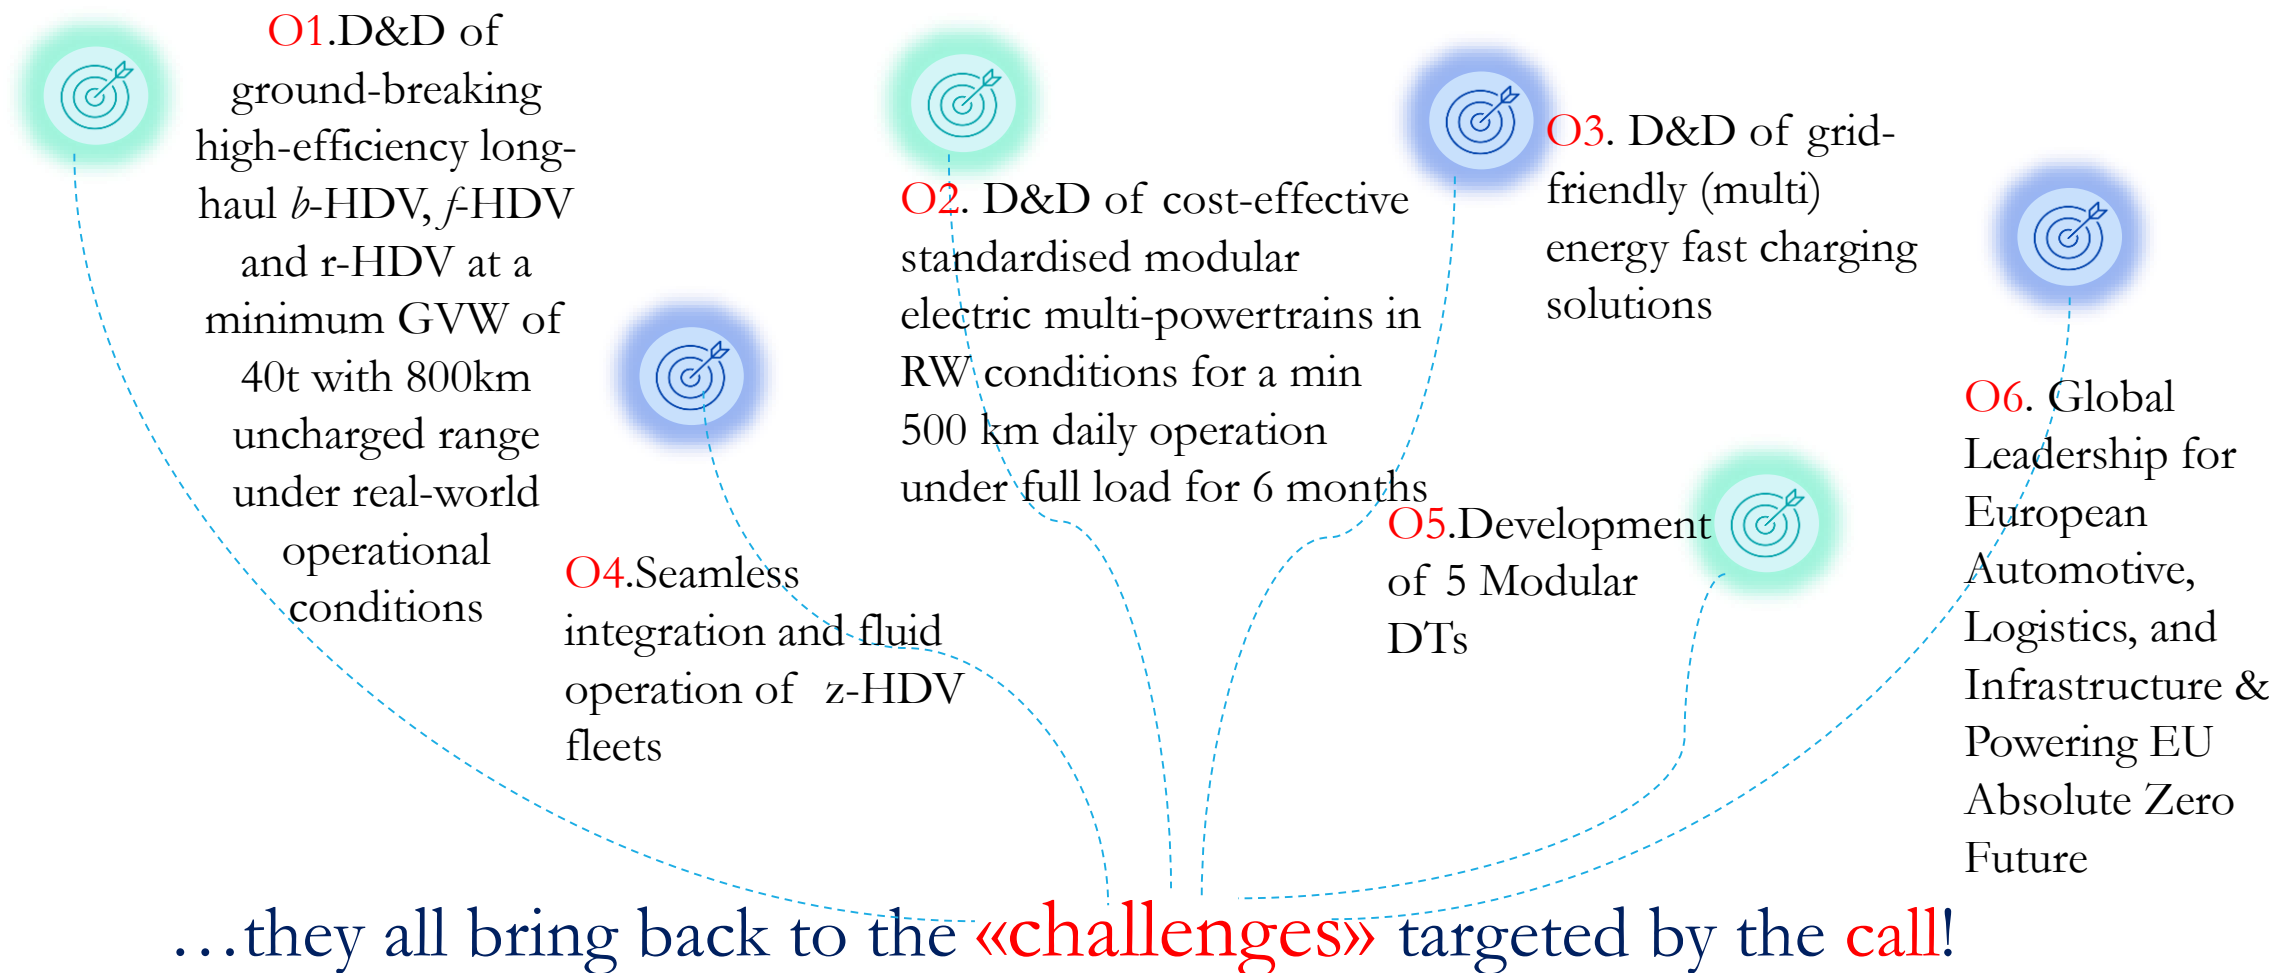 O1.D&D of
ground-breaking
high-efficiency long-
haul b-HDV, f-HDV
and r-HDV at a
minimum GVW of
40t with 800km
uncharged range
under real-world
operational
conditions
O2. D&D of cost-effective
standardised modular
electric multi-powertrains in
RW conditions for a min
500 km daily operation
under full load for 6 months
O3. D&D of grid-
friendly (multi)
energy fast charging
solutions
O4.Seamless
integration and fluid
operation of z-HDV
fleets
O5.Development
of 5 Modular
DTs
O6. Global
Leadership for
European
Automotive,
Logistics, and
Infrastructure &
Powering EU
Absolute Zero
Future
…they all bring back to the «challenges» targeted by the call!